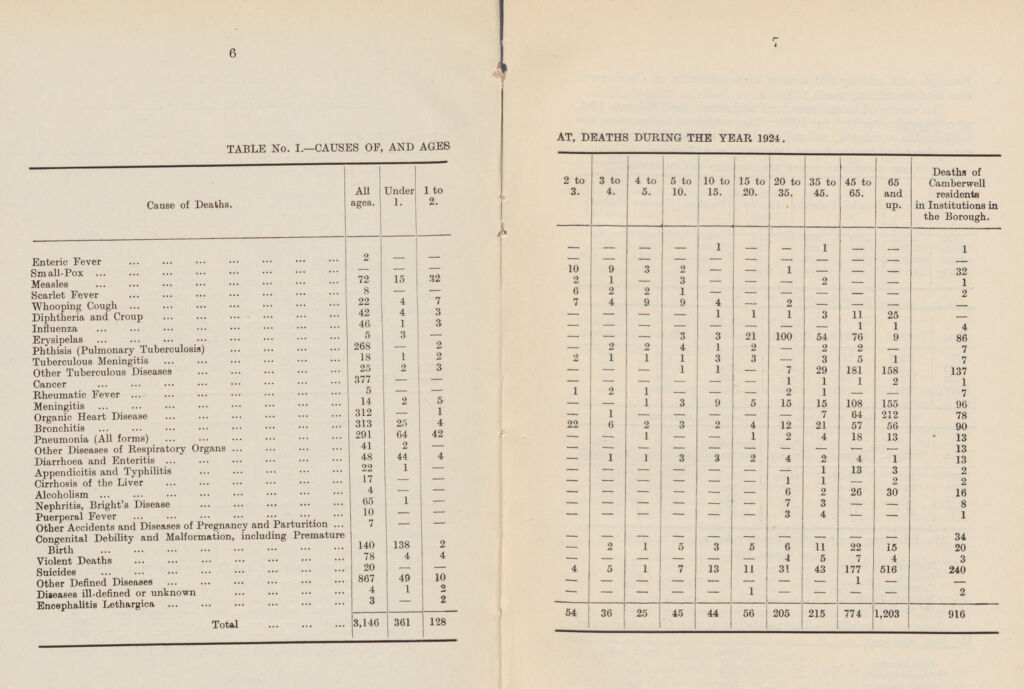 6
TABLE No. I.—CAUSES OF, AND AGES
Cause of Deaths. All ages. Under 1. 1 to 2.
Enteric Fever ... ... ... ... ... ... ... 2 — —
Small-Pox ... ... ... ... ... ... ... ... — — —
Measles ... ... ... ... ... ... ... 72 15 32
Scarlet Fever ... ... ... ... ... ... ... 8 — —
Whooping Cough ... ... ... ... ... ... ... 22 4 7
Diphtheria and Croup ... ... ... ... ... ... 42 4 3
Influenza ... ... ... ... ... ... ... ... 46 1 3
Erysipelas ... ... ... ... ... ... ... ... 5 3 —
Phthisis (Pulmonary Tuberculosis) ... ... ... ... 268 — 2
Tuberculous Meningitis ... ... ... ... ... ... 18 1 2
Other Tuberculous Diseases ... ... ... ... ... 25 2 3
Cancer ... ... ... ... ... ... ... ... 377 — —
Rheumatic Fever ... ... ... ... ... ... ... 5 — —
Meningitis ... ... ... ... ... ... ... ... 14 2 5
Organic Heart Disease ... ... ... ... ... ... 312 — 1
Bronchitis ... ... ... ... ... ... ... ... 313 25 4
Pneumonia (All forms) ... ... ... ... ... ... 291 64 42
Other Diseases of Respiratory Organs ... ... ... ... 41 2 —
Diarrhoea and Enteritis ... ... ... ... ... ... 48 44 4
Appendicitis and Typhilitis ... ... ... ... ... 22 1 —
Cirrhosis of the Liver ... ... ... ... ... ... 17 — —
Alcoholism ... ... ... ... ... ... ... ... 4 — —
Nephritis, Bright's Disease ... ... ... ... ... 65 1 —
Puerperal Fever ... ... ... ... ... ... ... 10 — —
Other Accidents and Diseases of Pregnancy and Parturition ... 7 — —
Congenital Debility and Malformation, including Premature
Birth ... ... ... ... ... ... ... ... 140 138 2
Violent Deaths ... ... ... ... ... ... ... 78 4 4
Suicides ... ... ... ... ... ... ... ... 20 — —
Other Defined Diseases ... ... ... ... ... ... 867 49 10
Diseases ill-defined or unknown ... ... ... ... 4 1 2
Encephalitis Lethargica ... ... ... ... ... ... 3 — 2
Total ... ... ... 3,146 361 128
7
AT, DEATHS DURING THE YEAR 1924.
2 to 3. 3 to 4. 4 to 5. 5 to 10. 10 to 15. 15 to 20. 20 to 35. 35 to 45. 45 to 65. 65 and up. Deaths of Camberwell residents in Institutions in the Borough.
— — — — 1 — — 1 — — 1
— — — — — — — — — — —
10 9 3 2 — — 1 — — — 32
2 1 — 3 — — — 2 — — 1
6 2 2 1 — — — — — — 2
7 4 9 9 4 — 2 — — — —
— — — — 1 1 1 3 11 25 —
— — — — — — — — 1 1 4
— — — 3 3 21 100 54 76 9 86
— 2 2 4 1 2 — 2 2 — 7
2 1 1 1 3 3 — 3 5 1 7
— — — 1 1 — 7 29 181 158 137
— — — — — — 1 1 1 2 1
1 2 1 — — — 2 1 — — 7
— — 1 3 9 5 15 15 108 155 96
— 1 — — — — — 7 64 212 78
22 6 2 3 2 4 12 21 57 56 90
— — 1 — — 1 2 4 18 13 13
— — — — — — — — — — 13
— 1 1 3 3 2 4 2 4 1 13
— — — — — — — 1 13 3 2
— — — — — — 1 1 — 2 2
— — — — — — 6 2 26 30 16
— — — — — — 7 3 — — 8
— — — — — — 3 4 — — 1
— — — — — — — — — — 34
— 2 1 5 3 5 6 11 22 15 20
— — — — — — 4 5 7 4 3
4 5 1 7 13 11 31 43 177 516 240
— — — — — — — — 1 — —
— — — — — 1 — — — — 2
54 36 25 45 44 56 205 215 774 1,203 916